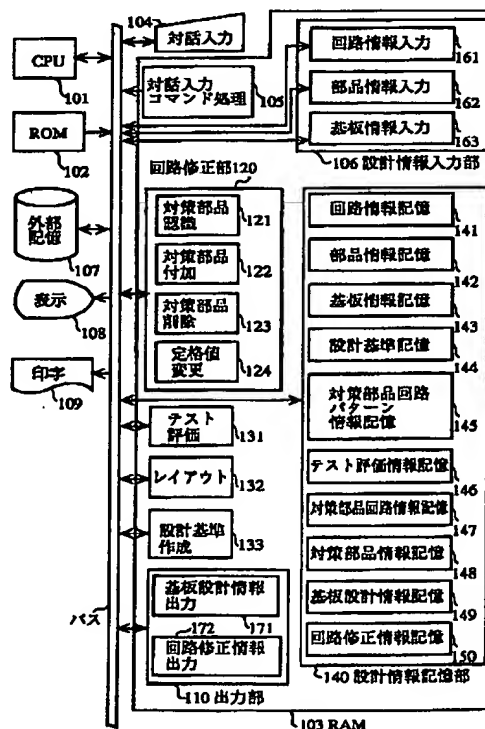 104
対話入力
CPU
101
対話入力
コマンド処理
105
ROM
102
回路情報入力
161
部品情報入力
162
基板情報入力
163
106 設計情報入力部
外部
記憶
107
表示
108
印字
109
回路修正部120
対策部品
認識
121
対策部品
付加
122
対策部品
削除
123
定格値
変更
124
テスト
評価
131
レイアウト
132
設計基準
作成
133
基板設計情報
出力
171
172
回路修正情報
出力
110 出力部
バス
回路情報記憶
141
部品情報記憶
142
基板情報記憶
143
設計基準記憶
144
対策部品回路
パターン
情報記憶
145
テスト評価情報記憶
146
対策部品回路情報記憶
147
対策部品情報記憶
148
基板設計情報記憶
149
回路修正情報記憶
150
140 設計情報記憶部
103 RAM